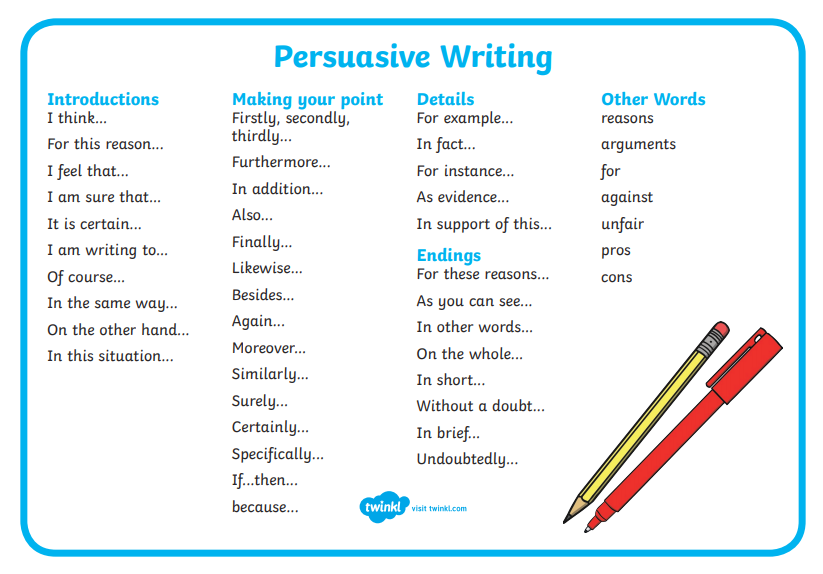 Persuasive Writing
Introductions
I think...
For this reason...
I feel that...
I am sure that...
It is certain...
I am writing to...
Of course...
In the same way...
On the other hand...
In this situation...
Making your point
Firstly, secondly,
thirdly...
Furthermore...
In addition...
Also...
Finally...
Likewise...
Besides...
Again...
Moreover...
Similarly...
Surely...
Certainly...
Specifically...
If...then...
because...
Details
For example...
In fact...
For instance...
As evidence...
In support of this...
Endings
For these reasons...
As you can see...
In other words...
On the whole...
In short...
Without a doubt...
In brief...
Undoubtedly...
Other Words
reasons
arguments
for
against
unfair
pros
cons
twinkl visit twinkl.com